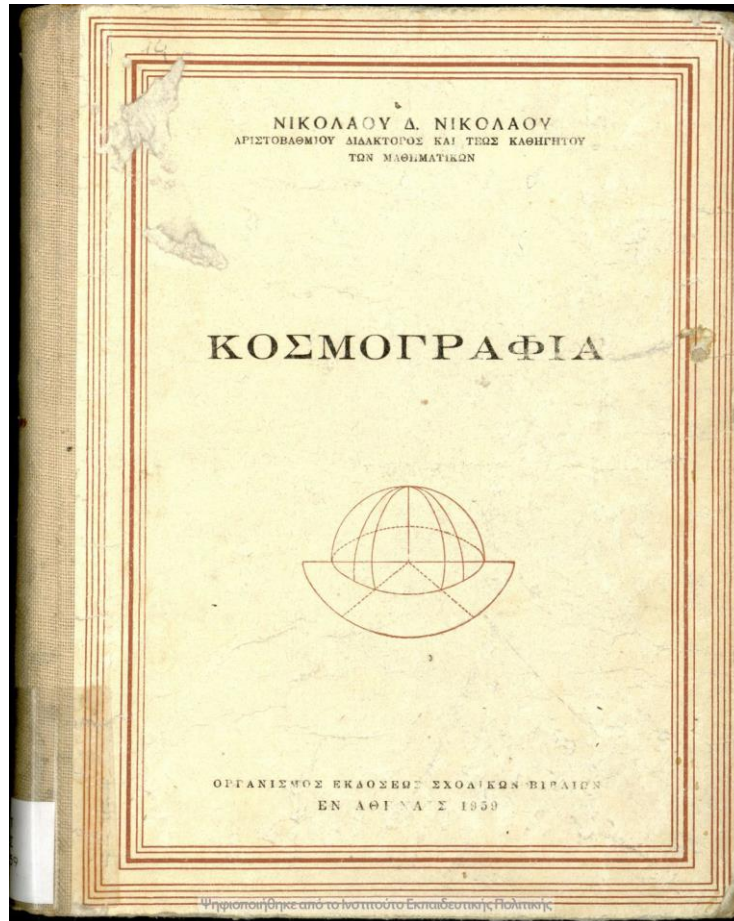 ΝΙΚΟΛΑΟΥ Δ. ΝΙΚΟΛΑΟΥ
ΑΡΙΣΤΟΒΑΘΜΙΟΥ ΔΙΔΑΚΤΟΡΟΣ ΚΑΙ ΤΕΩΣ ΚΑΘΗΓΗΤΟΥ
ΤΩΝ ΜΑΘΗΜΑΤΙΚΩΝ
ΚΟΣΜΟΓΡΑΦΙΑ
ΟΡΓΑΝΙΣΜΟΣ ΕΚΔΟΣΕΩΣ ΣΧΟΛΙΚΩΝ ΒΙΒΛΙΩΝ
ΕΝ ΑΘΗΝΑΙΣ 1959
Ψηφιοποιήθηκε από το Ινστιτούτο Εκπαιδευτικής Πολιτικής